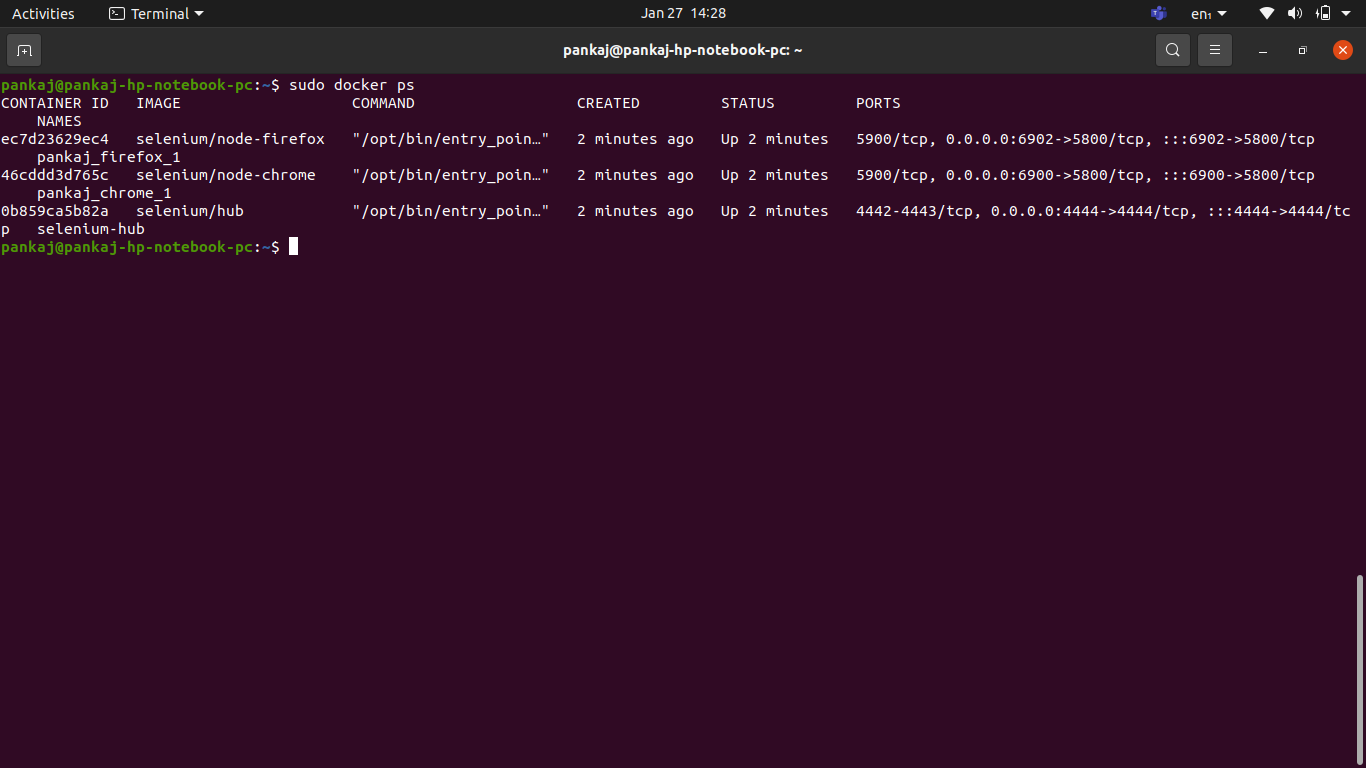 Activities Terminal Jan 27 14:28 en₁
pankaj@pankaj-hp-notebook-pc: ~
pankaj@pankaj-hp-notebook-pc:~$ sudo docker ps
CONTAINER ID   IMAGE                   COMMAND                  CREATED         STATUS         PORTS
    NAMES
ec7d23629ec4   selenium/node-firefox   "/opt/bin/entry_poin…"   2 minutes ago   Up 2 minutes   5900/tcp, 0.0.0.0:6902->5800/tcp, :::6902->5800/tcp
    pankaj_firefox_1
46cddd3d765c   selenium/node-chrome    "/opt/bin/entry_poin…"   2 minutes ago   Up 2 minutes   5900/tcp, 0.0.0.0:6900->5800/tcp, :::6900->5800/tcp
    pankaj_chrome_1
0b859ca5b82a   selenium/hub            "/opt/bin/entry_poin…"   2 minutes ago   Up 2 minutes   4442-4443/tcp, 0.0.0.0:4444->4444/tcp, :::4444->4444/tc
p   selenium-hub
pankaj@pankaj-hp-notebook-pc:~$